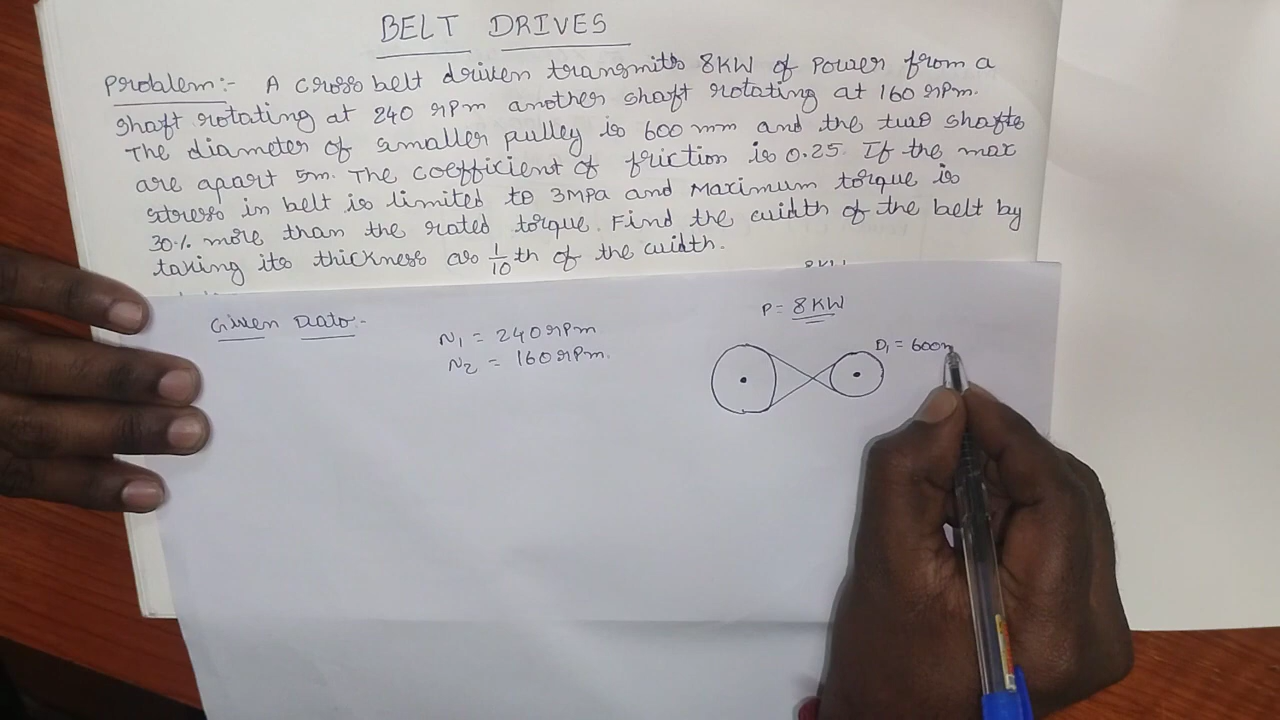 BELT DRIVES
Problem:- A cross belt driven transmits 8KW of Power from a
shaft rotating at 240 rpm another shaft rotating at 160 rpm.
The diameter of smaller pulley is 600 mm and the two shafts
are apart 5m. The coefficient of friction is 0.25. If the max
stress in belt is limited to 3MPa and Maximum torque is
30% more than the rated torque. Find the width of the belt by
taking its thickness as 1/10 th of the width.
Given Data:-
P = 8KW
N1 = 240rpm
N2 = 160rpm.
D1 = 600m